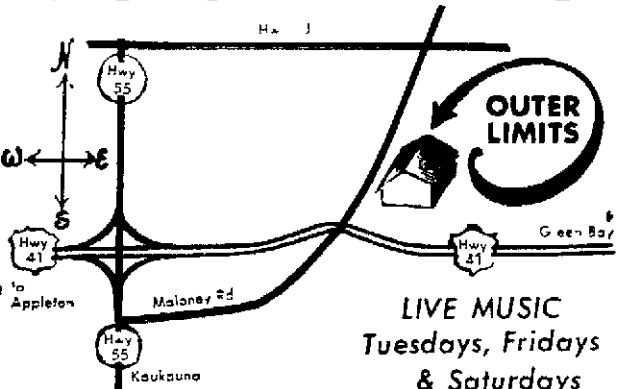 N
Hwy
55
OUTER
LIMITS
W E
S
Hwy
41
to
Appleton
Green Bay
Hwy
41
Maloney Rd
LIVE MUSIC
Tuesdays, Fridays
& Saturdays
Hwy
55
Kaukauna